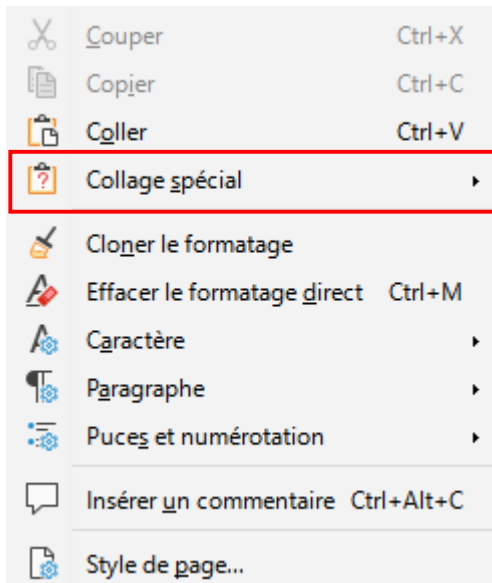 Couper Ctrl+X
Copier Ctrl+C
Coller Ctrl+V
Collage spécial
Cloner le formatage
Effacer le formatage direct Ctrl+M
Caractère
Paragraphe
Puces et numérotation
Insérer un commentaire Ctrl+Alt+C
Style de page...